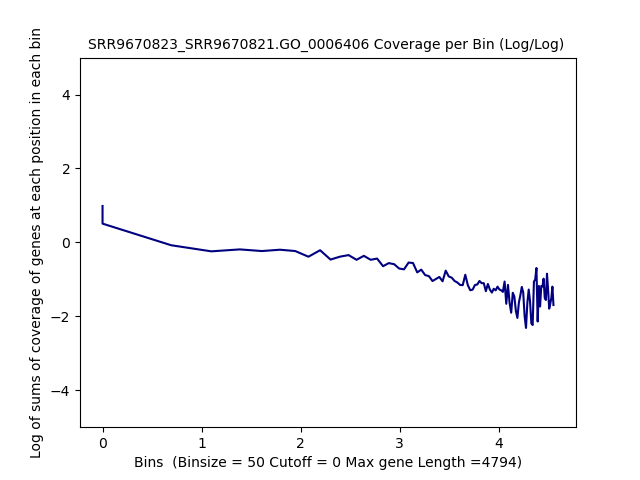 SRR9670823_SRR9670821.GO_0006406 Coverage per Bin (Log/Log)
Log of sums of coverage of genes at each position in each bin
4
2
0
−2
−4
0 1 2 3 4
Bins  (Binsize = 50 Cutoff = 0 Max gene Length =4794)